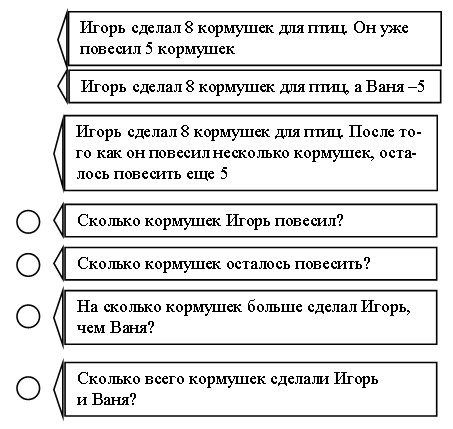 Игорь сделал 8 кормушек для птиц. Он уже
повесил 5 кормушек
Игорь сделал 8 кормушек для птиц, а Ваня –5
Игорь сделал 8 кормушек для птиц. После то-
го как он повесил несколько кормушек, оста-
лось повесить еще 5
Сколько кормушек Игорь повесил?
Сколько кормушек осталось повесить?
На сколько кормушек больше сделал Игорь,
чем Ваня?
Сколько всего кормушек сделали Игорь
и Ваня?